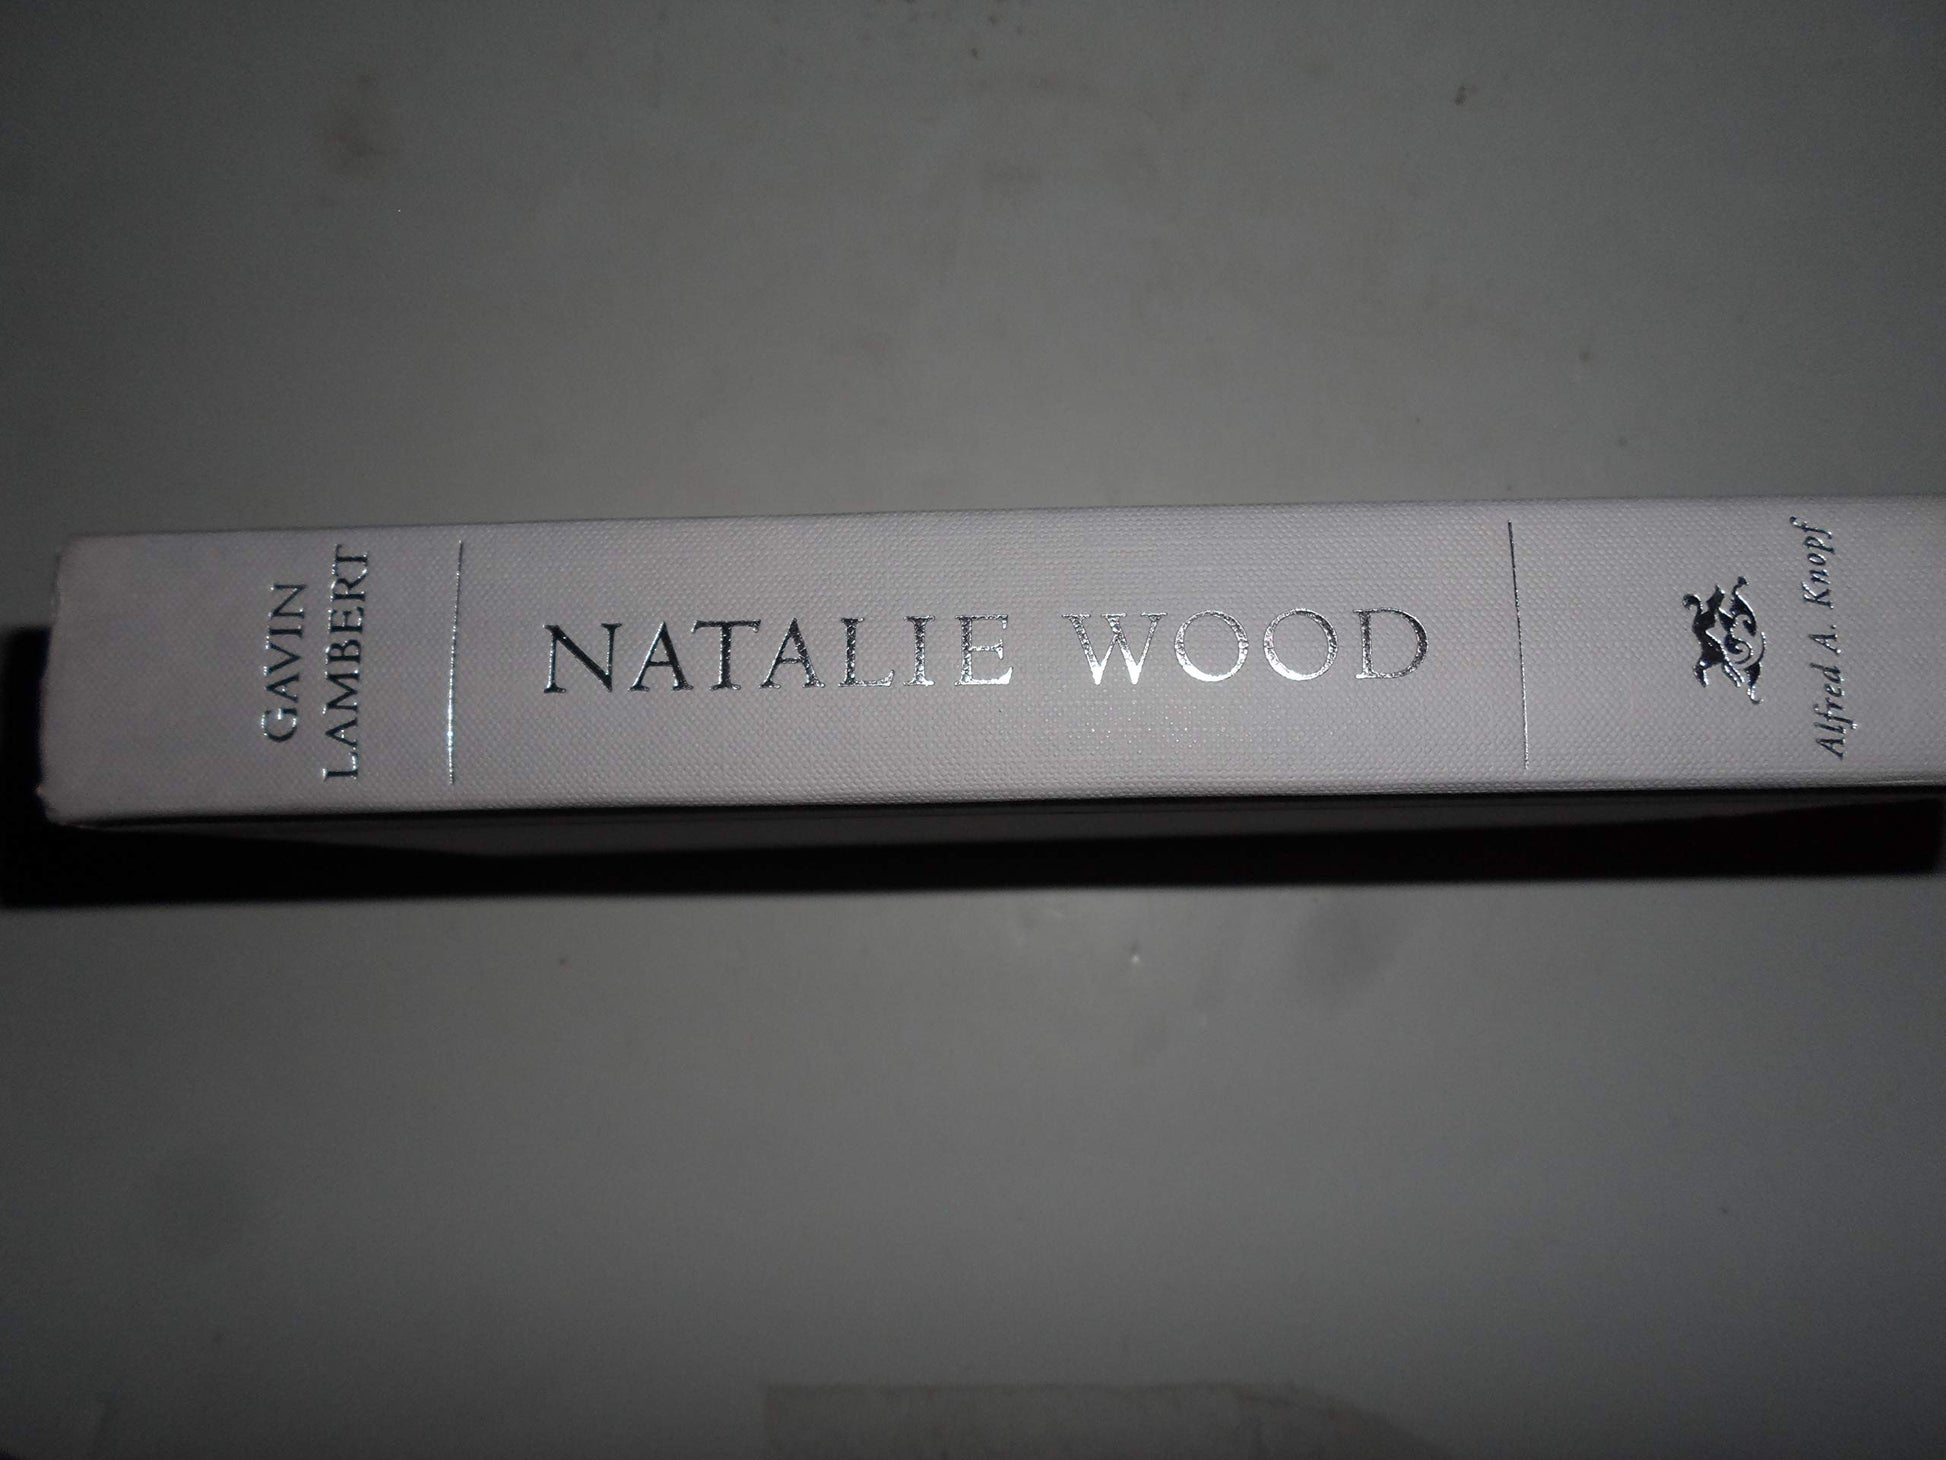 GAVIN
LAMBERT
NATALIE WOOD
Alfred A. Knopf